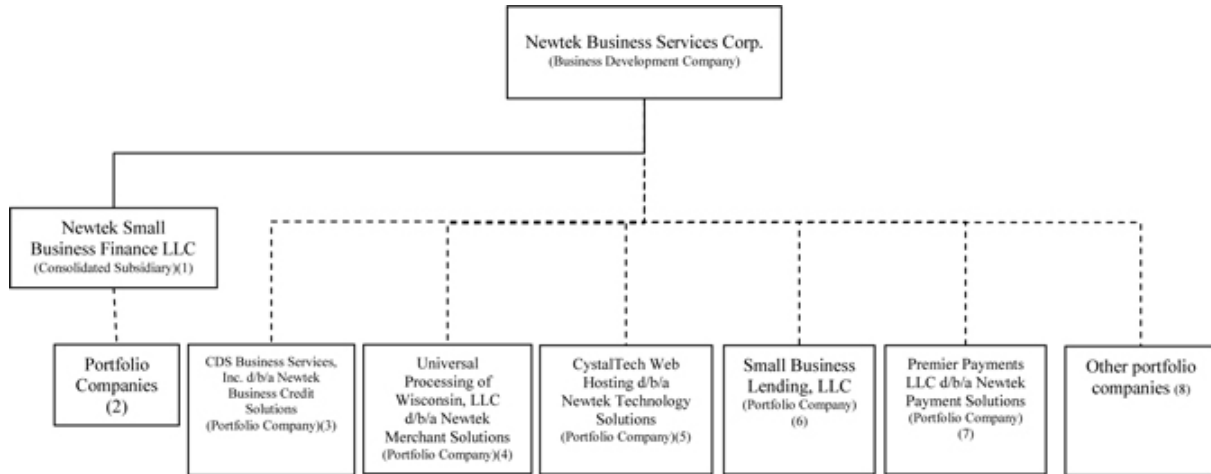 Newtek Business Services Corp.
(Business Development Company)
Newtek Small
Business Finance LLC
(Consolidated Subsidiary)(1)
Portfolio
Companies
(2)
CDS Business Services,
Inc. d/b/a Newtek
Business Credit
Solutions
(Portfolio Company)(3)
Universal
Processing of
Wisconsin, LLC
d/b/a Newtek
Merchant Solutions
(Portfolio Company)(4)
CystalTech Web
Hosting d/b/a
Newtek Technology
Solutions
(Portfolio Company)(5)
Small Business
Lending, LLC
(Portfolio Company)
(6)
Premier Payments
LLC d/b/a Newtek
Payment Solutions
(Portfolio Company)
(7)
Other portfolio
companies (8)